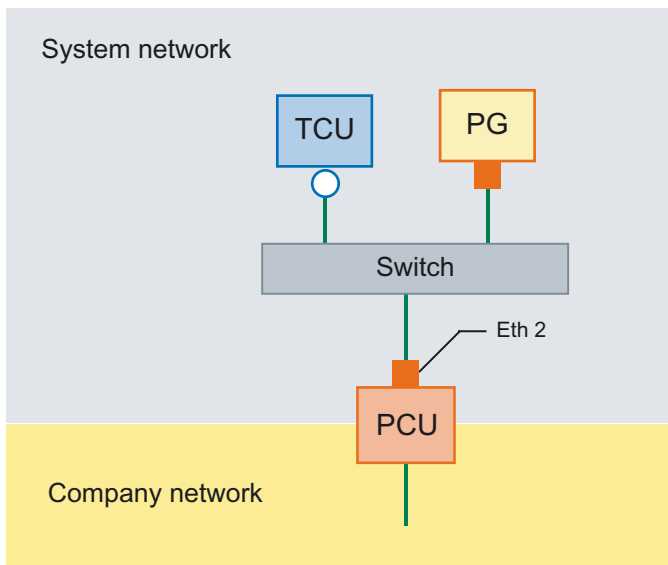 System network
TCU
PG
Switch
Eth 2
PCU
Company network